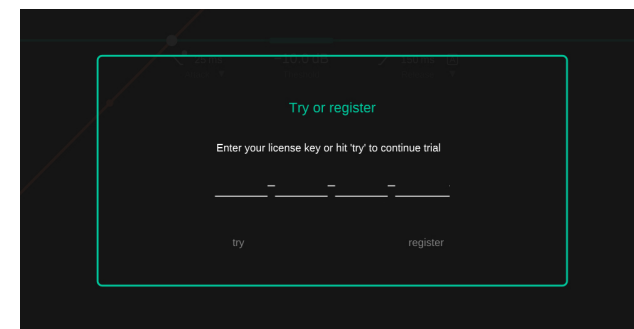 Try or register
Enter your license key or hit 'try' to continue trial
try register